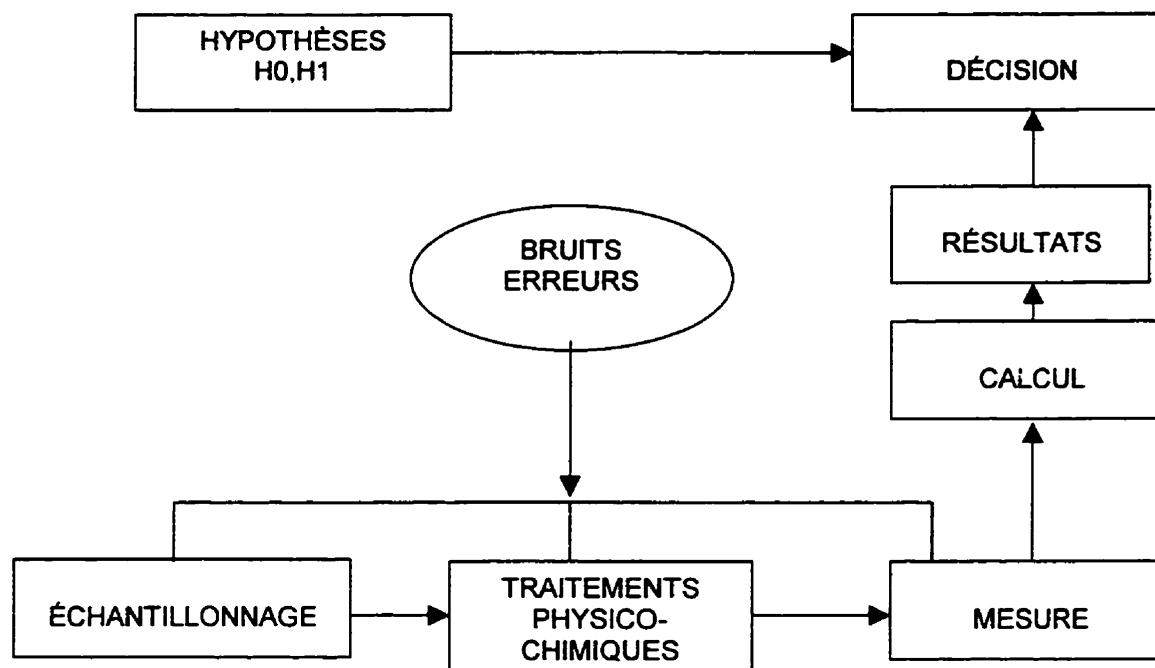 HYPOTHÈSES
H0,H1
DÉCISION
RÉSULTATS
BRUITS
ERREURS
CALCUL
ÉCHANTILLONNAGE
TRAITEMENTS
PHYSICO-
CHIMIQUES
MESURE